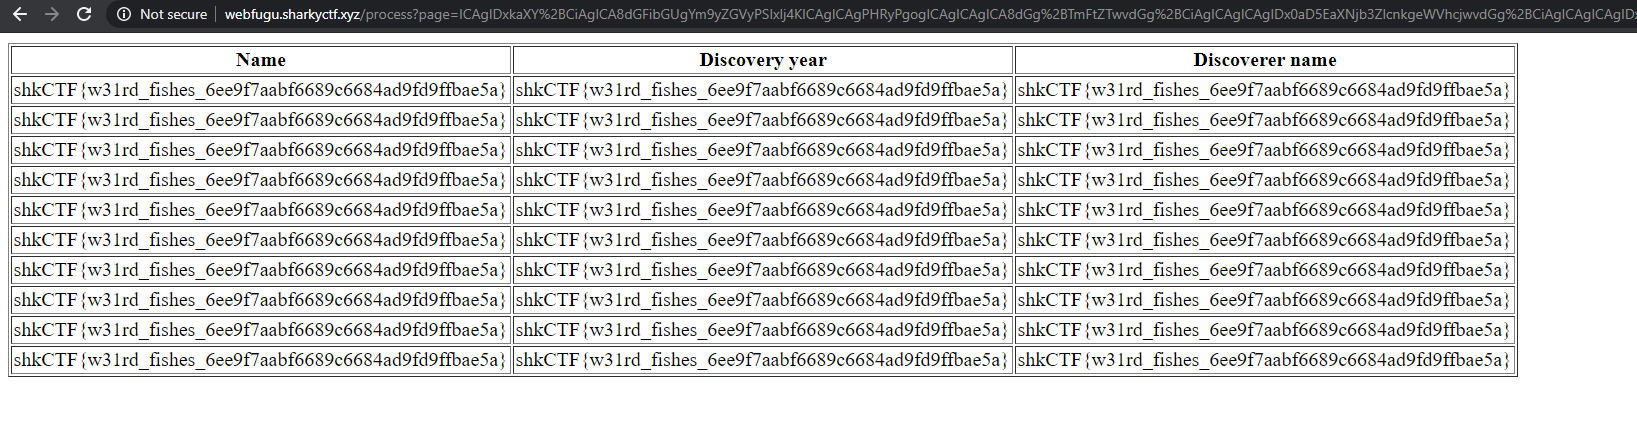 Not secure | webfugu.sharkyctf.xyz/process?page=ICAgIDxkaXY%2BCiAgICA8dGFibGUgYm9yZGVyPSIxIj4KICAgICAgPHRyPgogICAgICAgICA8dGg%2BTmFtZTwvdGg%2BCiAgICAgICAgIDx0aD5EaXNjb3ZlcnkgeWVhcjwvdGg%2BCiAgICAgICAgIDx
Name Discovery year Discoverer name
shkCTF{w31rd_fishes_6ee9f7aabf6689c6684ad9fd9ffbae5a} shkCTF{w31rd_fishes_6ee9f7aabf6689c6684ad9fd9ffbae5a} shkCTF{w31rd_fishes_6ee9f7aabf6689c6684ad9fd9ffbae5a}
shkCTF{w31rd_fishes_6ee9f7aabf6689c6684ad9fd9ffbae5a} shkCTF{w31rd_fishes_6ee9f7aabf6689c6684ad9fd9ffbae5a} shkCTF{w31rd_fishes_6ee9f7aabf6689c6684ad9fd9ffbae5a}
shkCTF{w31rd_fishes_6ee9f7aabf6689c6684ad9fd9ffbae5a} shkCTF{w31rd_fishes_6ee9f7aabf6689c6684ad9fd9ffbae5a} shkCTF{w31rd_fishes_6ee9f7aabf6689c6684ad9fd9ffbae5a}
shkCTF{w31rd_fishes_6ee9f7aabf6689c6684ad9fd9ffbae5a} shkCTF{w31rd_fishes_6ee9f7aabf6689c6684ad9fd9ffbae5a} shkCTF{w31rd_fishes_6ee9f7aabf6689c6684ad9fd9ffbae5a}
shkCTF{w31rd_fishes_6ee9f7aabf6689c6684ad9fd9ffbae5a} shkCTF{w31rd_fishes_6ee9f7aabf6689c6684ad9fd9ffbae5a} shkCTF{w31rd_fishes_6ee9f7aabf6689c6684ad9fd9ffbae5a}
shkCTF{w31rd_fishes_6ee9f7aabf6689c6684ad9fd9ffbae5a} shkCTF{w31rd_fishes_6ee9f7aabf6689c6684ad9fd9ffbae5a} shkCTF{w31rd_fishes_6ee9f7aabf6689c6684ad9fd9ffbae5a}
shkCTF{w31rd_fishes_6ee9f7aabf6689c6684ad9fd9ffbae5a} shkCTF{w31rd_fishes_6ee9f7aabf6689c6684ad9fd9ffbae5a} shkCTF{w31rd_fishes_6ee9f7aabf6689c6684ad9fd9ffbae5a}
shkCTF{w31rd_fishes_6ee9f7aabf6689c6684ad9fd9ffbae5a} shkCTF{w31rd_fishes_6ee9f7aabf6689c6684ad9fd9ffbae5a} shkCTF{w31rd_fishes_6ee9f7aabf6689c6684ad9fd9ffbae5a}
shkCTF{w31rd_fishes_6ee9f7aabf6689c6684ad9fd9ffbae5a} shkCTF{w31rd_fishes_6ee9f7aabf6689c6684ad9fd9ffbae5a} shkCTF{w31rd_fishes_6ee9f7aabf6689c6684ad9fd9ffbae5a}
shkCTF{w31rd_fishes_6ee9f7aabf6689c6684ad9fd9ffbae5a} shkCTF{w31rd_fishes_6ee9f7aabf6689c6684ad9fd9ffbae5a} shkCTF{w31rd_fishes_6ee9f7aabf6689c6684ad9fd9ffbae5a}